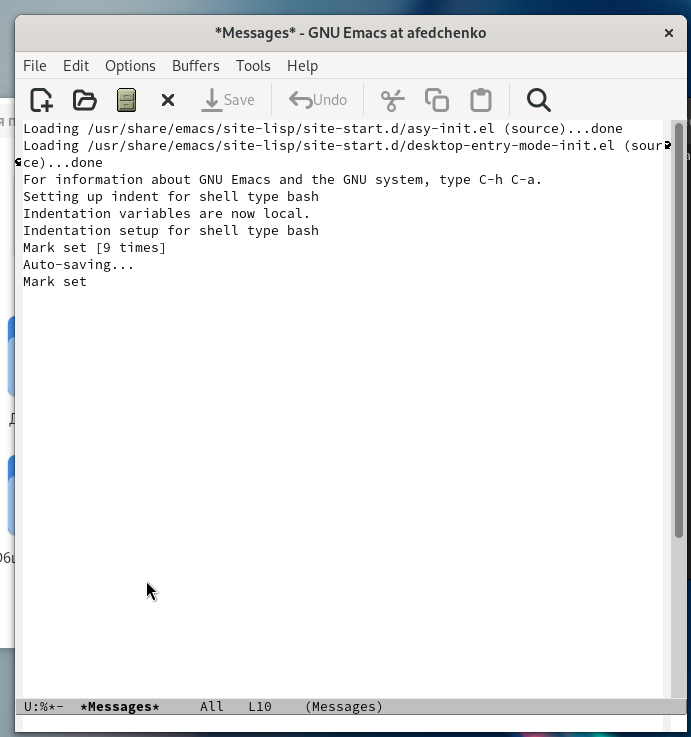 *Messages* - GNU Emacs at afedchenko
File Edit Options Buffers Tools Help
Save Undo
Loading /usr/share/emacs/site-lisp/site-start.d/asy-init.el (source)...done
Loading /usr/share/emacs/site-lisp/site-start.d/desktop-entry-mode-init.el (sour
ce)...done
For information about GNU Emacs and the GNU system, type C-h C-a.
Setting up indent for shell type bash
Indentation variables are now local.
Indentation setup for shell type bash
Mark set [9 times]
Auto-saving...
Mark set
U:%*- *Messages* All L10 (Messages)